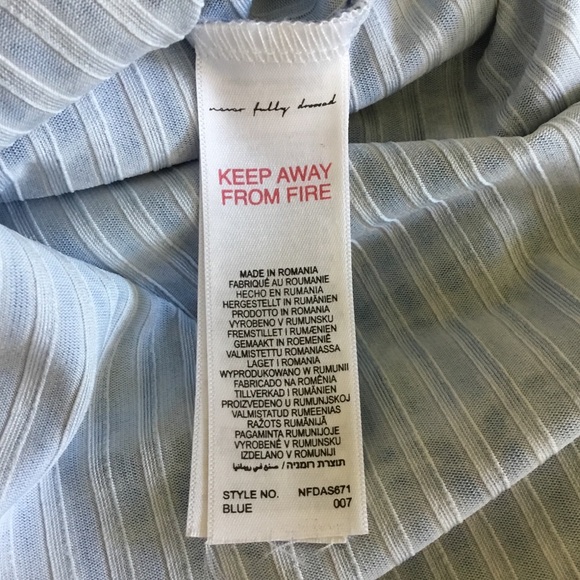 never fully dressed
KEEP AWAY
FROM FIRE
MADE IN ROMANIA
FABRIQUÉ AU ROUMANIE
HECHO EN RUMANIA
HERGESTELLT IN RUMÄNIEN
PRODOTTO IN ROMANIA
VYROBENO V RUMUNSKU
FREMSTILLET I RUMÆNIEN
GEMAAKT IN ROEMENIË
VALMISTETTU ROMANIASSA
LAGET I ROMANIA
WYPRODUKOWANO W RUMUNII
FABRICADO NA ROMÊNIA
TILLVERKAD I RUMÄNIEN
PROIZVEDENO U RUMUNJSKOJ
VALMISTATUD RUMEENIAS
RAŽOTS RUMĀNIJĀ
PAGAMINTA RUMUNIJOJE
VYROBENÉ V RUMUNSKU
IZDELANO V ROMUNIJI
תוצרת רומניה / صنع في رومانيا
STYLE NO. NFDAS671
BLUE 007